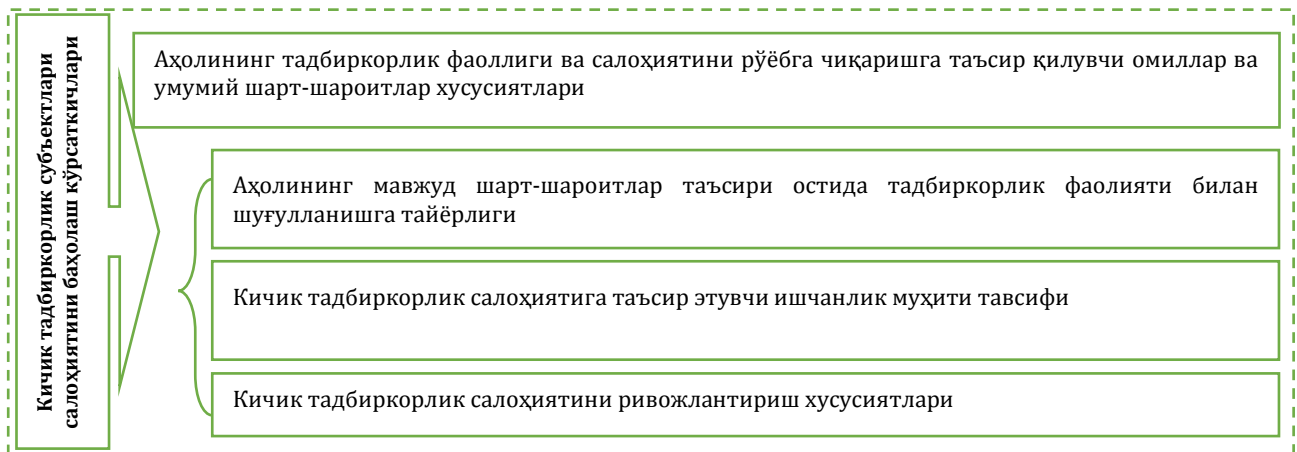 Кичик тадбиркорлик субъектлари
салоҳиятини баҳолаш кўрсаткичлари
Аҳолининг тадбиркорлик фаоллиги ва салоҳиятини рўёбга чиқаришга таъсир қилувчи омиллар ва
умумий шарт-шароитлар хусусиятлари
Аҳолининг мавжуд шарт-шароитлар таъсири остида тадбиркорлик фаолияти билан
шуғулланишга тайёрлиги
Кичик тадбиркорлик салоҳиятига таъсир этувчи ишчанлик муҳити тавсифи
Кичик тадбиркорлик салоҳиятини ривожлантириш хусусиятлари